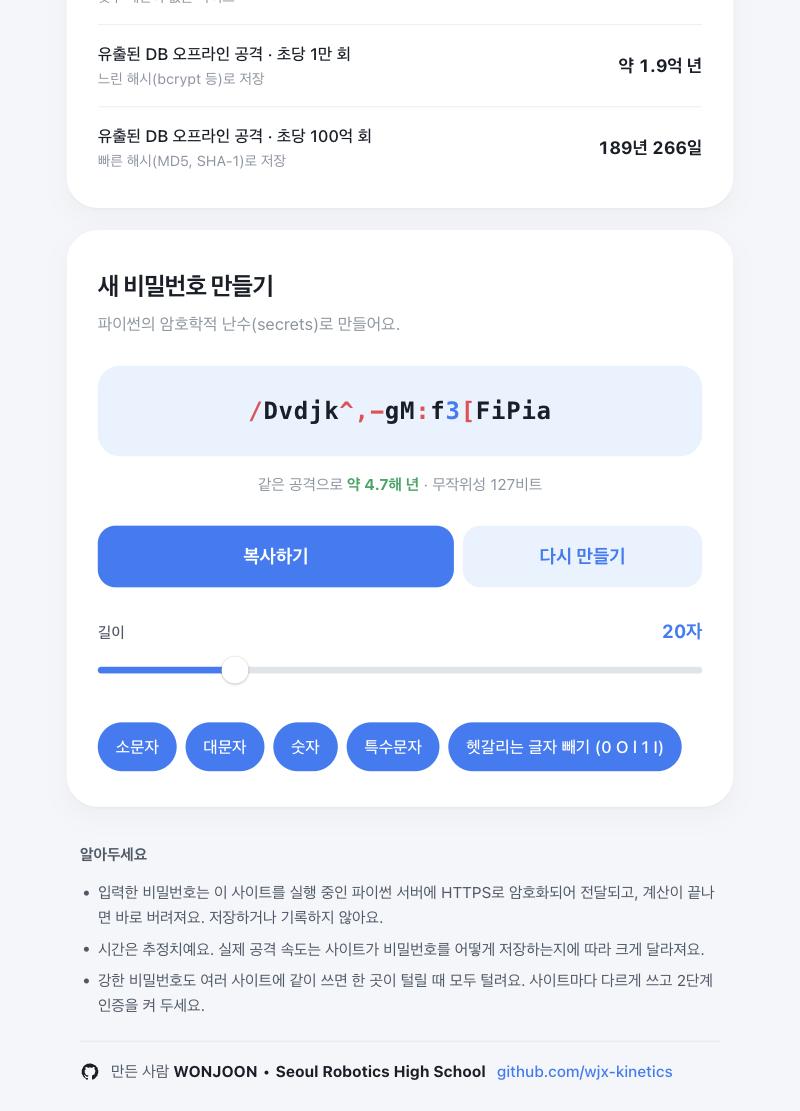 유출된 DB 오프라인 공격 · 초당 1만 회
느린 해시(bcrypt 등)로 저장
약 1.9억 년
유출된 DB 오프라인 공격 · 초당 100억 회
빠른 해시(MD5, SHA-1)로 저장
189년 266일
새 비밀번호 만들기
파이썬의 암호학적 난수(secrets)로 만들어요.
/Dvdjk^,-gM:f3[FiPia
같은 공격으로 약 4.7해 년 · 무작위성 127비트
복사하기
다시 만들기
길이
20자
소문자
대문자
숫자
특수문자
헷갈리는 글자 빼기 (0 O l 1 I)
알아두세요
• 입력한 비밀번호는 이 사이트를 실행 중인 파이썬 서버에 HTTPS로 암호화되어 전달되고, 계산이 끝나
면 바로 버려져요. 저장하거나 기록하지 않아요.
• 시간은 추정치예요. 실제 공격 속도는 사이트가 비밀번호를 어떻게 저장하는지에 따라 크게 달라져요.
• 강한 비밀번호도 여러 사이트에 같이 쓰면 한 곳이 털릴 때 모두 털려요. 사이트마다 다르게 쓰고 2단계
인증을 켜 두세요.
만든 사람 WONJOON • Seoul Robotics High School github.com/wjx-kinetics